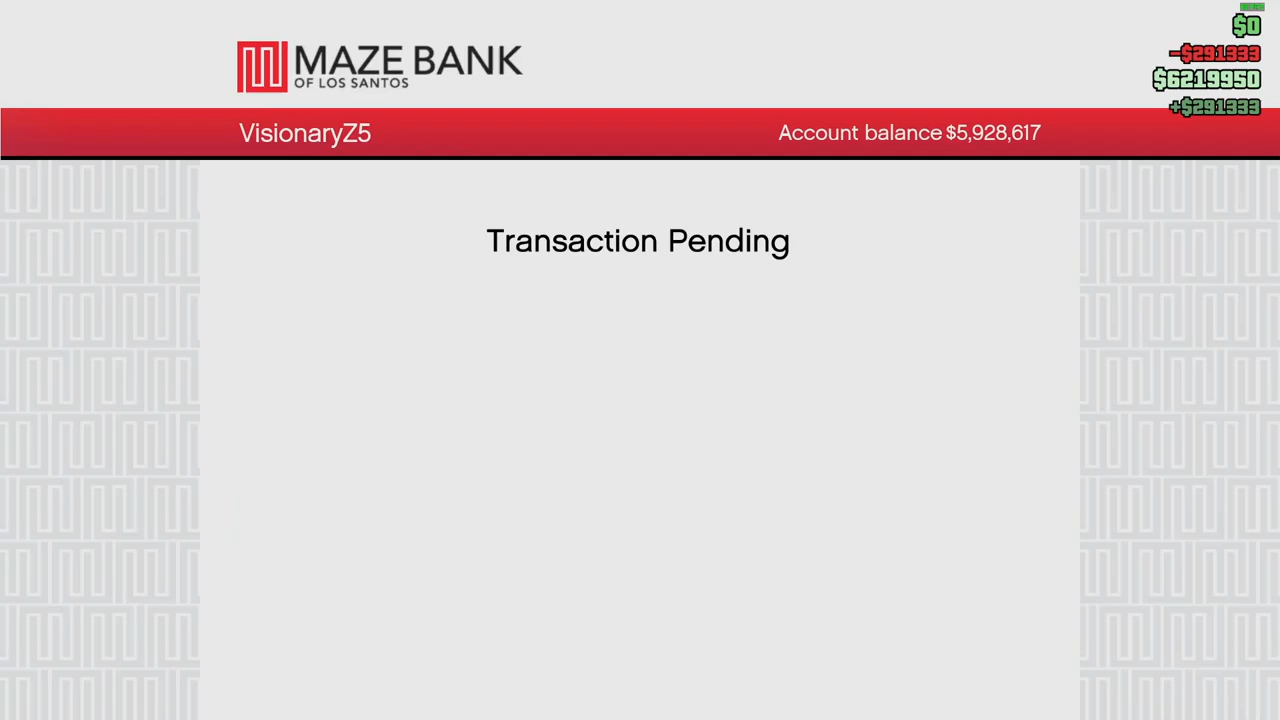 $0
-$291333
$6219950
+$291333
MAZE BANK
OF LOS SANTOS
VisionaryZ5
Account balance $5,928,617
Transaction Pending